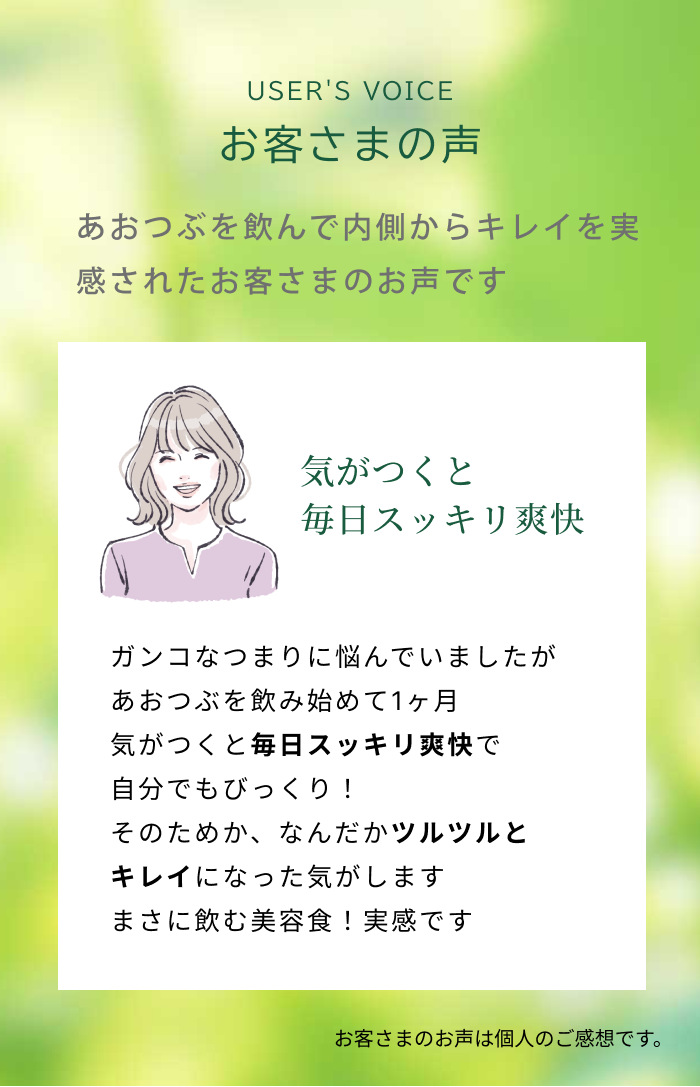 USER'S VOICE
お客さまの声
あおつぶを飲んで内側からキレイを実
感されたお客さまのお声です
気がつくと
毎日スッキリ爽快
ガンコなつまりに悩んでいましたが
あおつぶを飲み始めて1ヶ月
気がつくと毎日スッキリ爽快で
自分でもびっくり！
そのためか、なんだかツルツルと
キレイになった気がします
まさに飲む美容食！実感です
お客さまのお声は個人のご感想です。